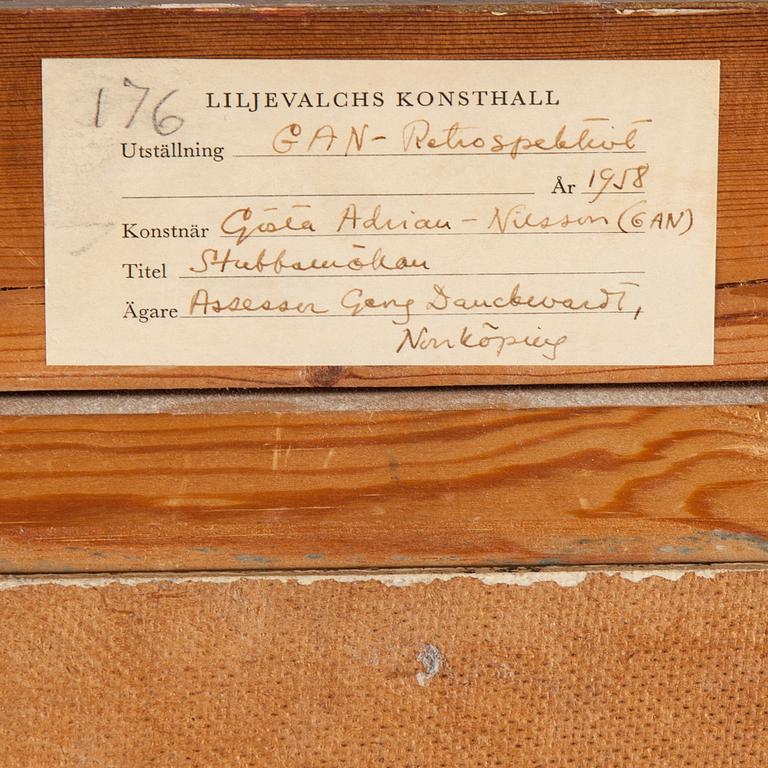 176
LILJEVALCHS KONSTHALL
Utställning GAN - Retrospektivt
År 1958
Konstnär Gösta Adrian - Nilsson (GAN)
Titel Stubbamökan
Ägare Assessor Georg Danckwardt,
Norrköping